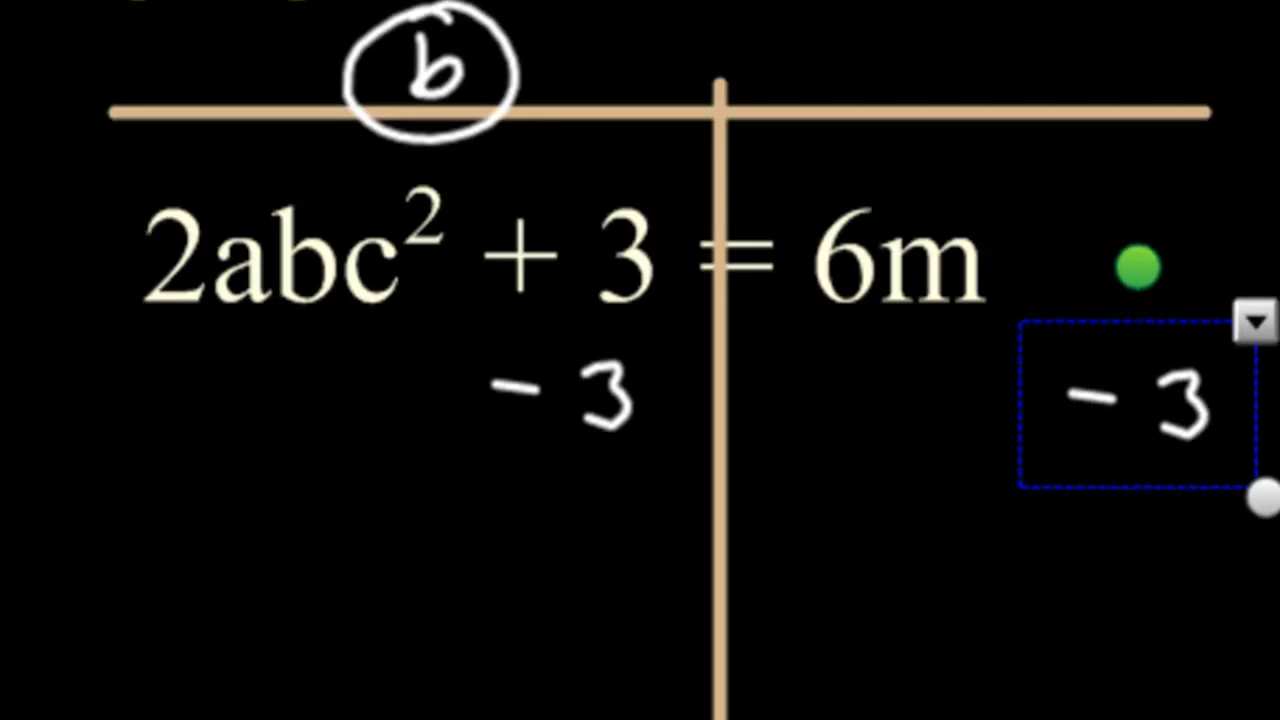 b
2abc² + 3 = 6m
- 3 - 3